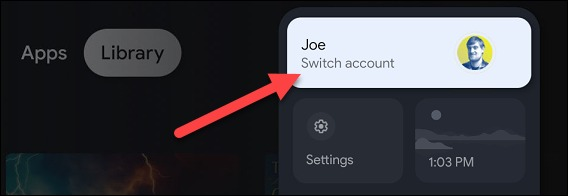 Apps
Library
Joe
Switch account
Settings
1:03 PM